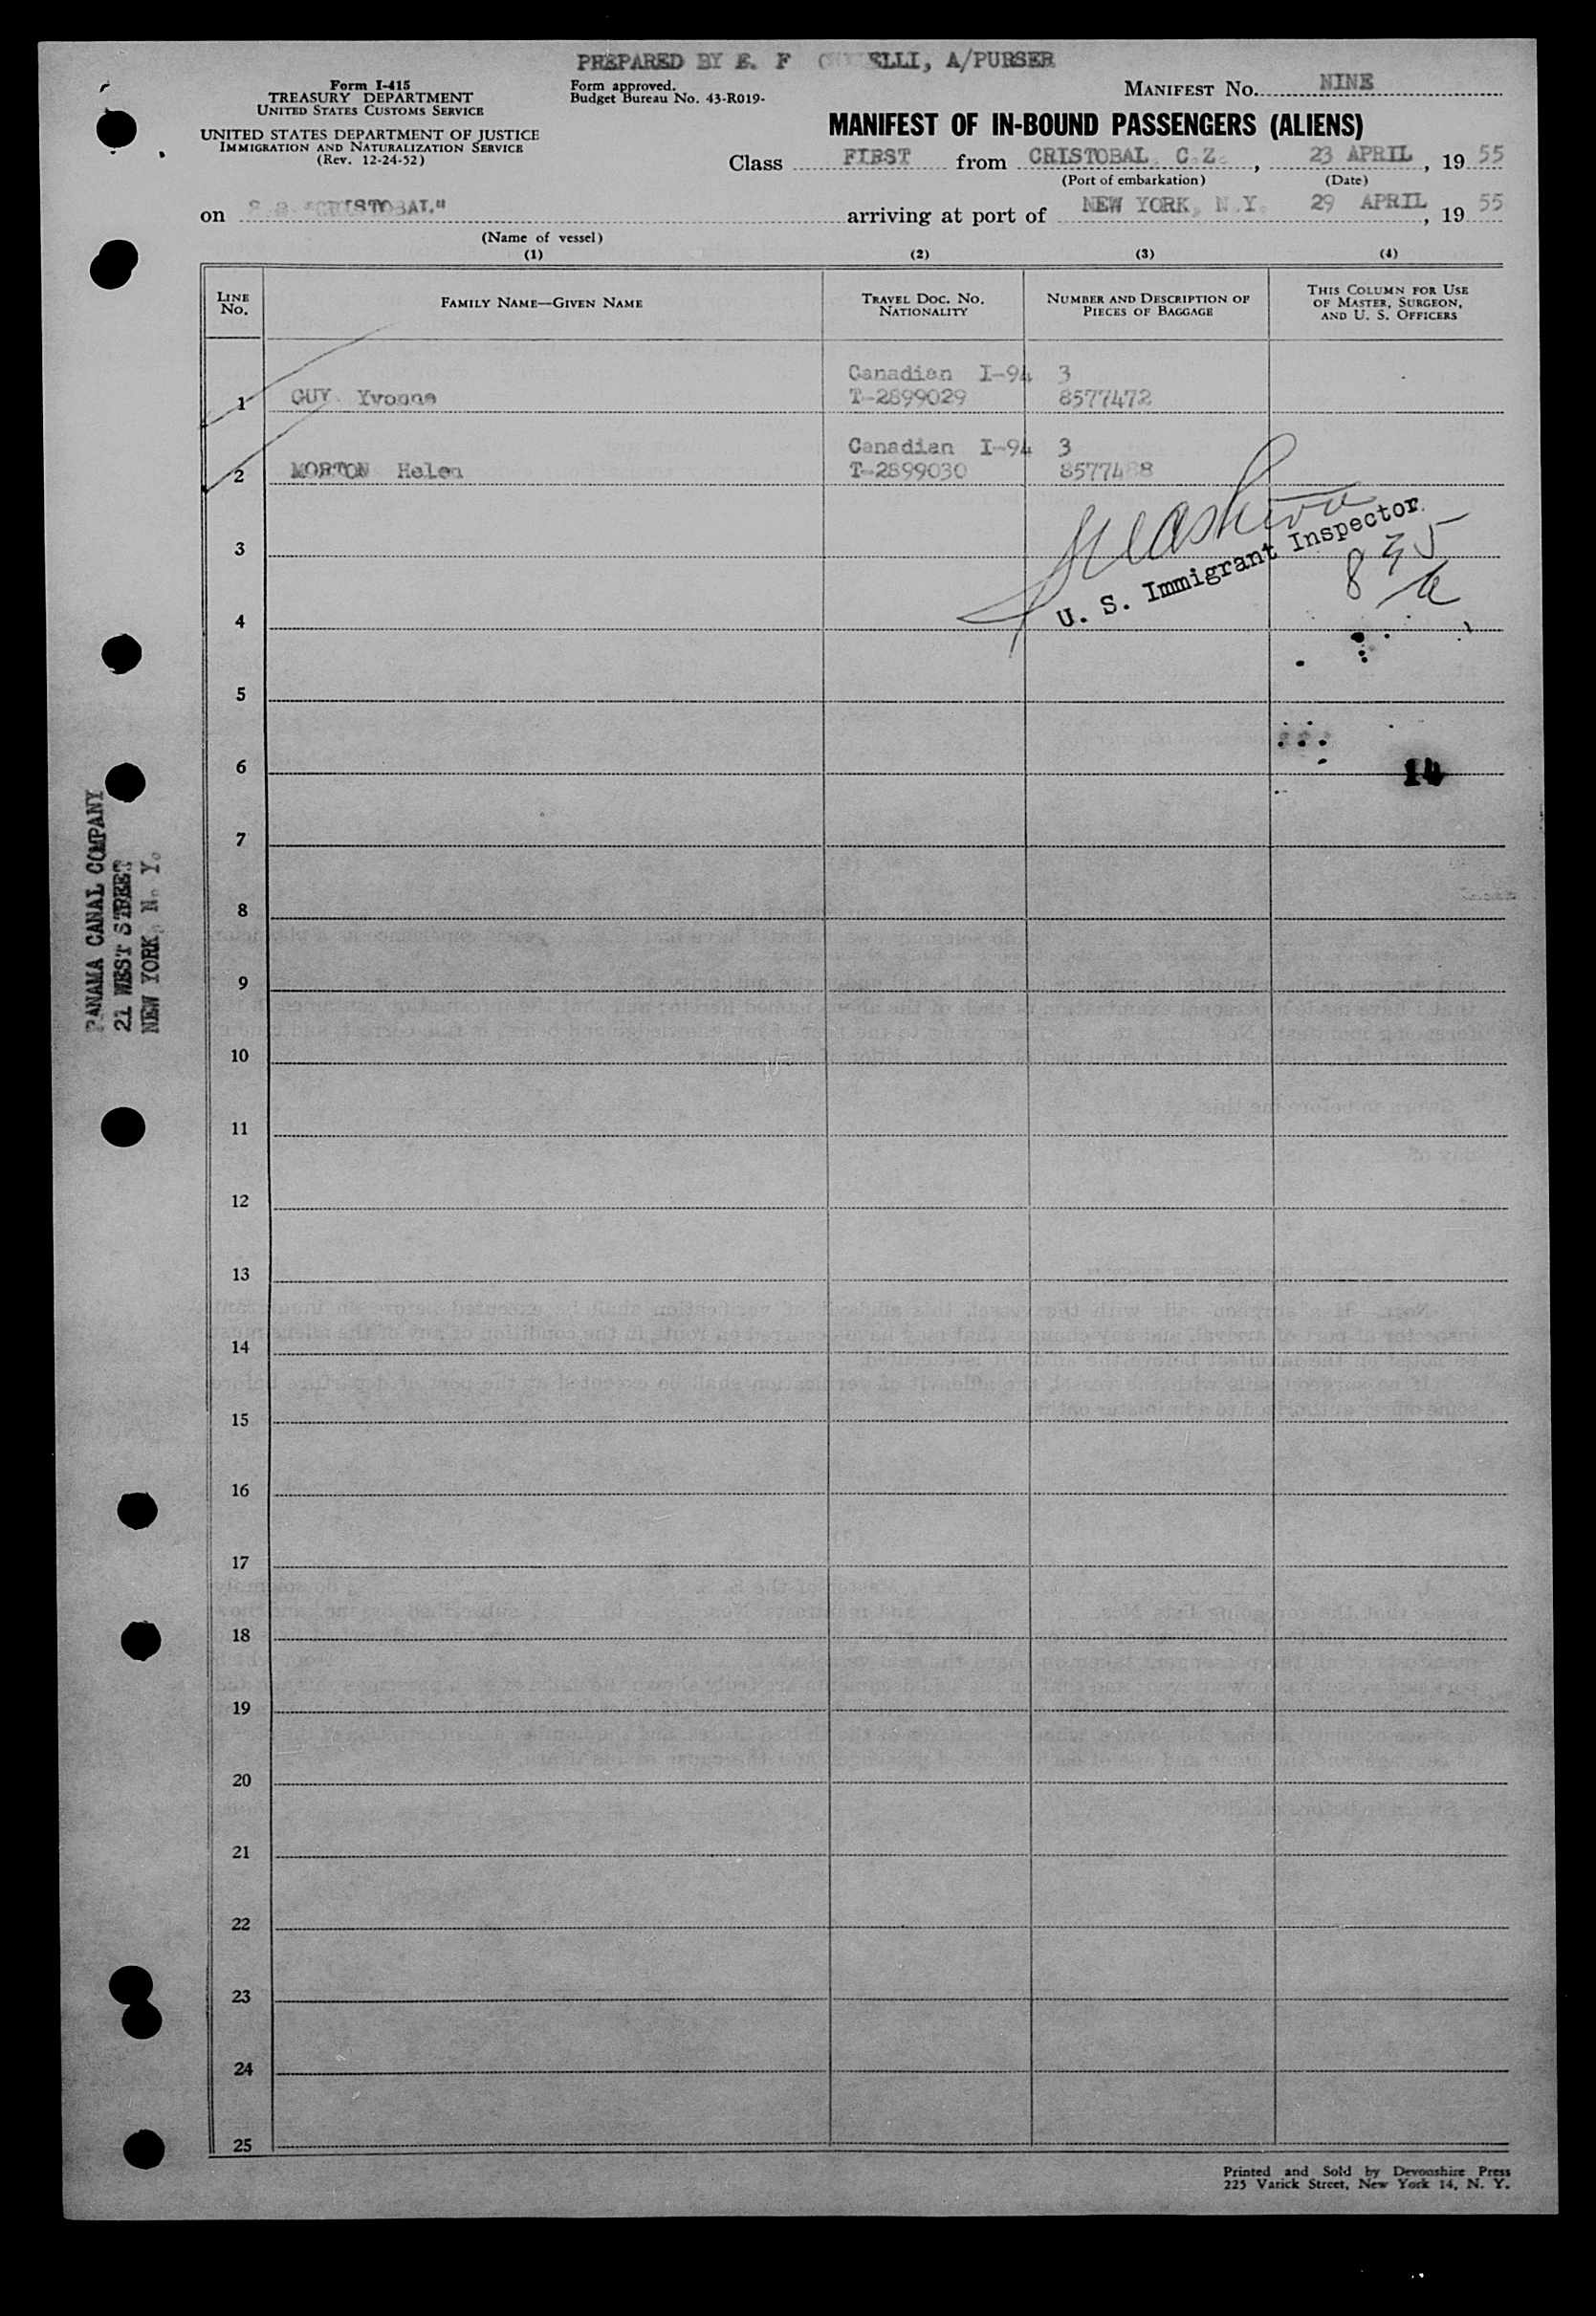 PREPARED BY E. F ELLI, A/PURSER
Form I-415
TREASURY DEPARTMENT
UNITED STATES CUSTOMS SERVICE
UNITED STATES DEPARTMENT OF JUSTICE
IMMIGRATION AND NATURALIZATION SERVICE
(Rev. 12-24-52)
Form approved.
Budget Bureau No. 43-R019-
MANIFEST No. NINE
MANIFEST OF IN-BOUND PASSENGERS (ALIENS)
Class FIRST from CRISTOBAL, C.Z., 23 APRIL, 19 55
(Port of embarkation) (Date)
on S.S. "CRISTOBAL" arriving at port of NEW YORK, N.Y. 29 APRIL, 19 55
(Name of vessel)
(1) (2) (3) (4)
LINE No. FAMILY NAME—GIVEN NAME TRAVEL DOC. No. NATIONALITY NUMBER AND DESCRIPTION OF PIECES OF BAGGAGE THIS COLUMN FOR USE OF MASTER, SURGEON, AND U. S. OFFICERS
Canadian I-94 3
1 GUY Yvonne T-2899029 8577472
Canadian I-94 3
2 MORTON Helen T-2899030 8577488
3
U. S. Immigrant Inspector
4
5
6 14
7
8
9
10
11
12
13
14
15
16
17
18
19
20
21
22
23
24
25
PANAMA CANAL COMPANY
21 WEST STREET
NEW YORK, N. Y.
Printed and Sold by Devonshire Press
225 Varick Street, New York 14, N. Y.